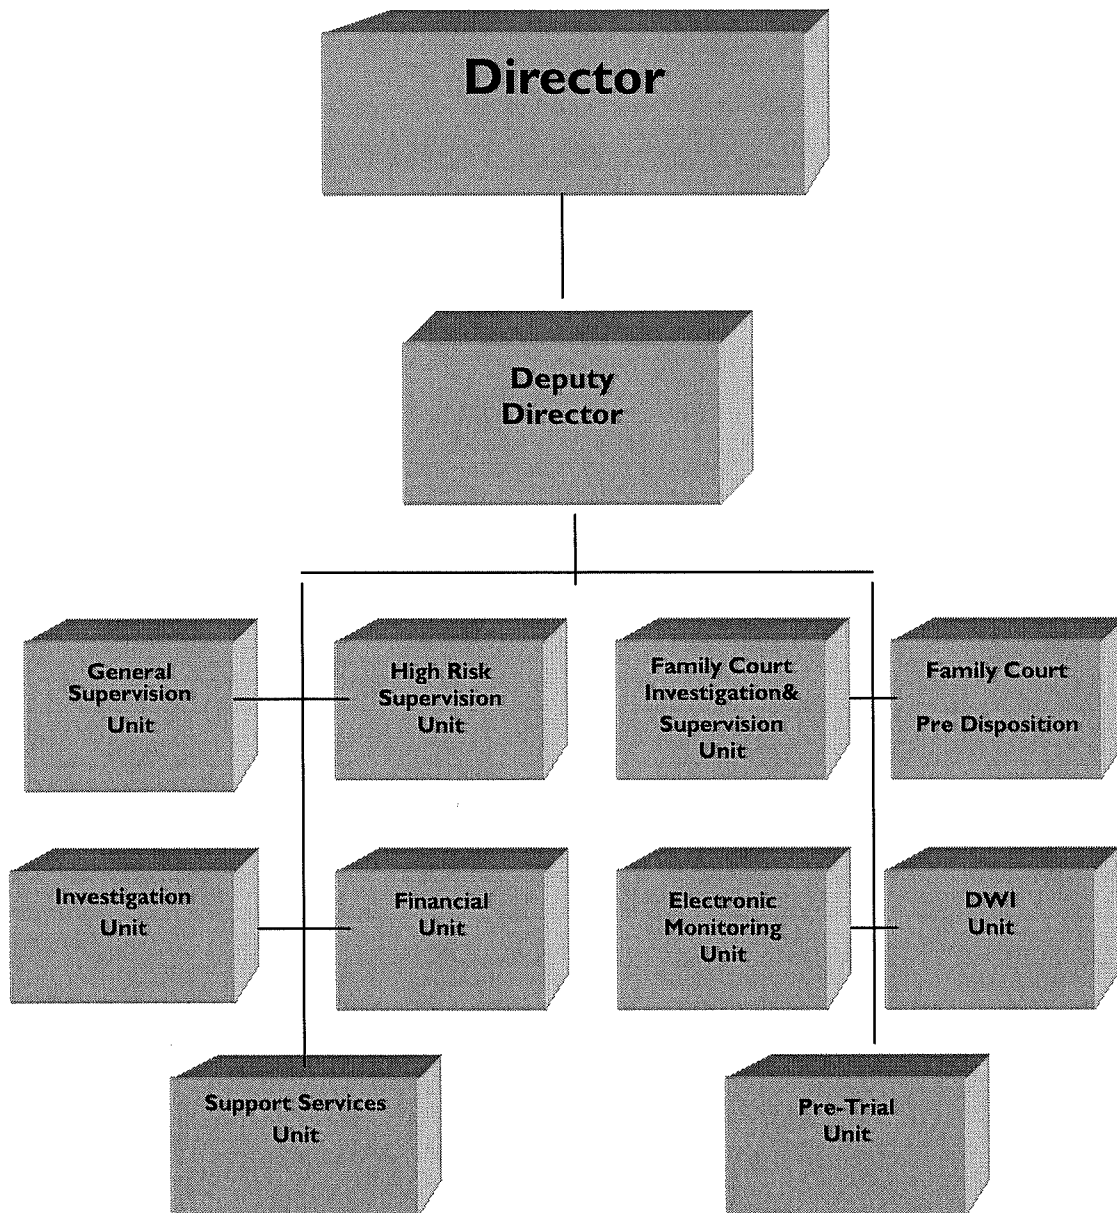 Director
Deputy
Director
General
Supervision
Unit
High Risk
Supervision
Unit
Family Court
Investigation&
Supervision
Unit
Family Court
Pre Disposition
Investigation
Unit
Financial
Unit
Electronic
Monitoring
Unit
DWI
Unit
Support Services
Unit
Pre-Trial
Unit